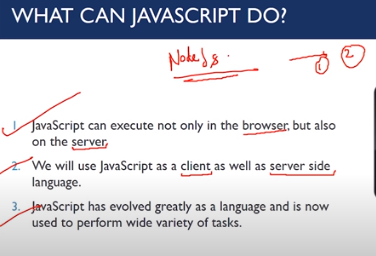 WHAT CAN JAVASCRIPT DO?
NodeJs.
1 2
1. JavaScript can execute not only in the browser, but also
on the server.
2. We will use JavaScript as a client as well as server side
language.
3. JavaScript has evolved greatly as a language and is now
used to perform wide variety of tasks.